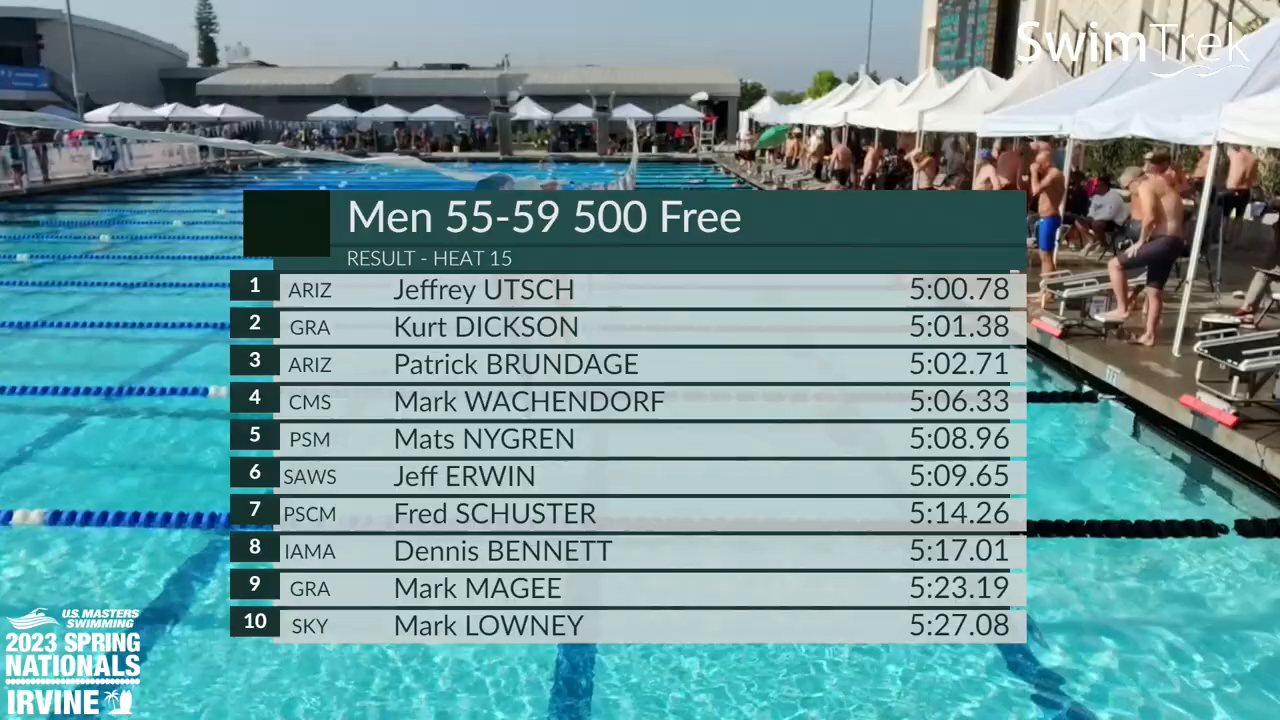 SwimTrek
Men 55-59 500 Free
RESULT - HEAT 15
1 ARIZ Jeffrey UTSCH 5:00.78
2 GRA Kurt DICKSON 5:01.38
3 ARIZ Patrick BRUNDAGE 5:02.71
4 CMS Mark WACHENDORF 5:06.33
5 PSM Mats NYGREN 5:08.96
6 SAWS Jeff ERWIN 5:09.65
7 PSCM Fred SCHUSTER 5:14.26
8 IAMA Dennis BENNETT 5:17.01
9 GRA Mark MAGEE 5:23.19
10 SKY Mark LOWNEY 5:27.08
U.S. MASTERS
SWIMMING
2023 SPRING
NATIONALS
IRVINE